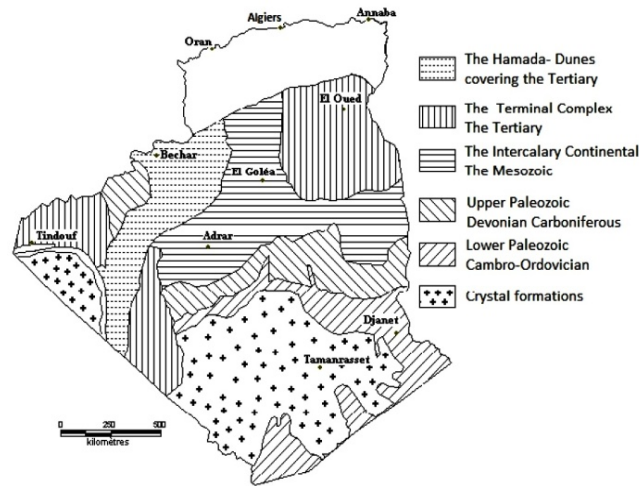 Annaba
Algiers
Oran
El Oued
Bechar
El Goléa
Tindouf
Adrar
Djanet
Tamanrasset
0 250 500
kilométres
The Hamada- Dunes
covering the Tertiary
The Terminal Complex
The Tertiary
The Intercalary Continental
The Mesozoic
Upper Paleozoic
Devonian Carboniferous
Lower Paleozoic
Cambro-Ordovician
Crystal formations